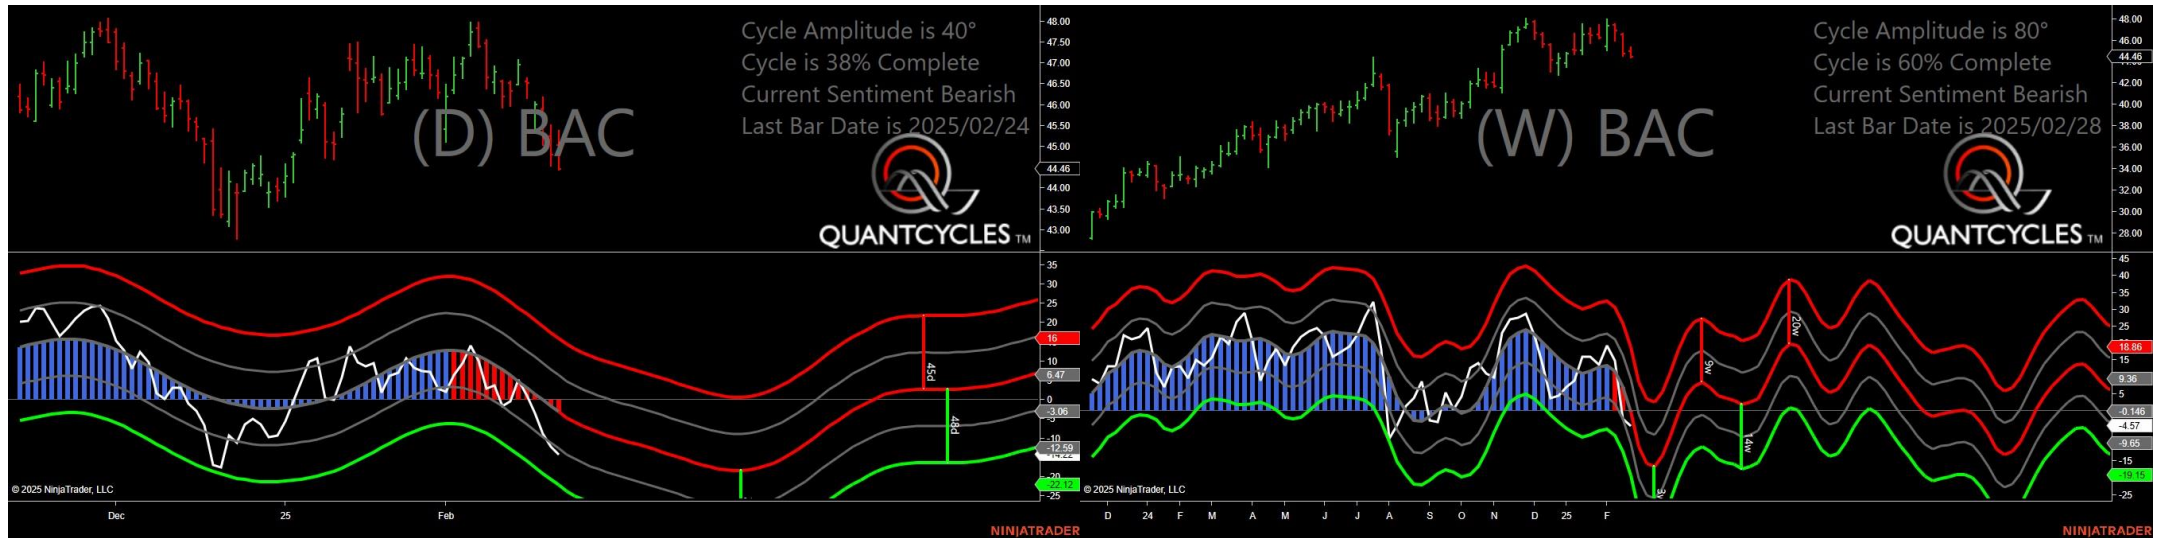 Cycle Amplitude is 40°
Cycle is 38% Complete
Current Sentiment Bearish
Last Bar Date is 2025/02/24
(D) BAC
QUANTCYCLES TM
48.00
47.50
47.00
46.50
46.00
45.50
45.00
44.46
44.00
43.50
43.00
35
30
25
20
16
10
6.47
0
-3.06
-10
-12.59
-22.12
-25
45d
48d
© 2025 NinjaTrader, LLC
Dec
25
Feb
NINJATRADER
Cycle Amplitude is 80°
Cycle is 60% Complete
Current Sentiment Bearish
Last Bar Date is 2025/02/28
(W) BAC
QUANTCYCLES TM
48.00
46.00
44.46
42.00
40.00
38.00
36.00
34.00
32.00
30.00
28.00
45
40
35
30
25
18.86
15
9.36
5
-0.146
-4.57
-9.65
-15
-19.15
-25
9w
20w
14w
© 2025 NinjaTrader, LLC
D
24
F
M
A
M
J
J
A
S
O
N
D
25
F
NINJATRADER